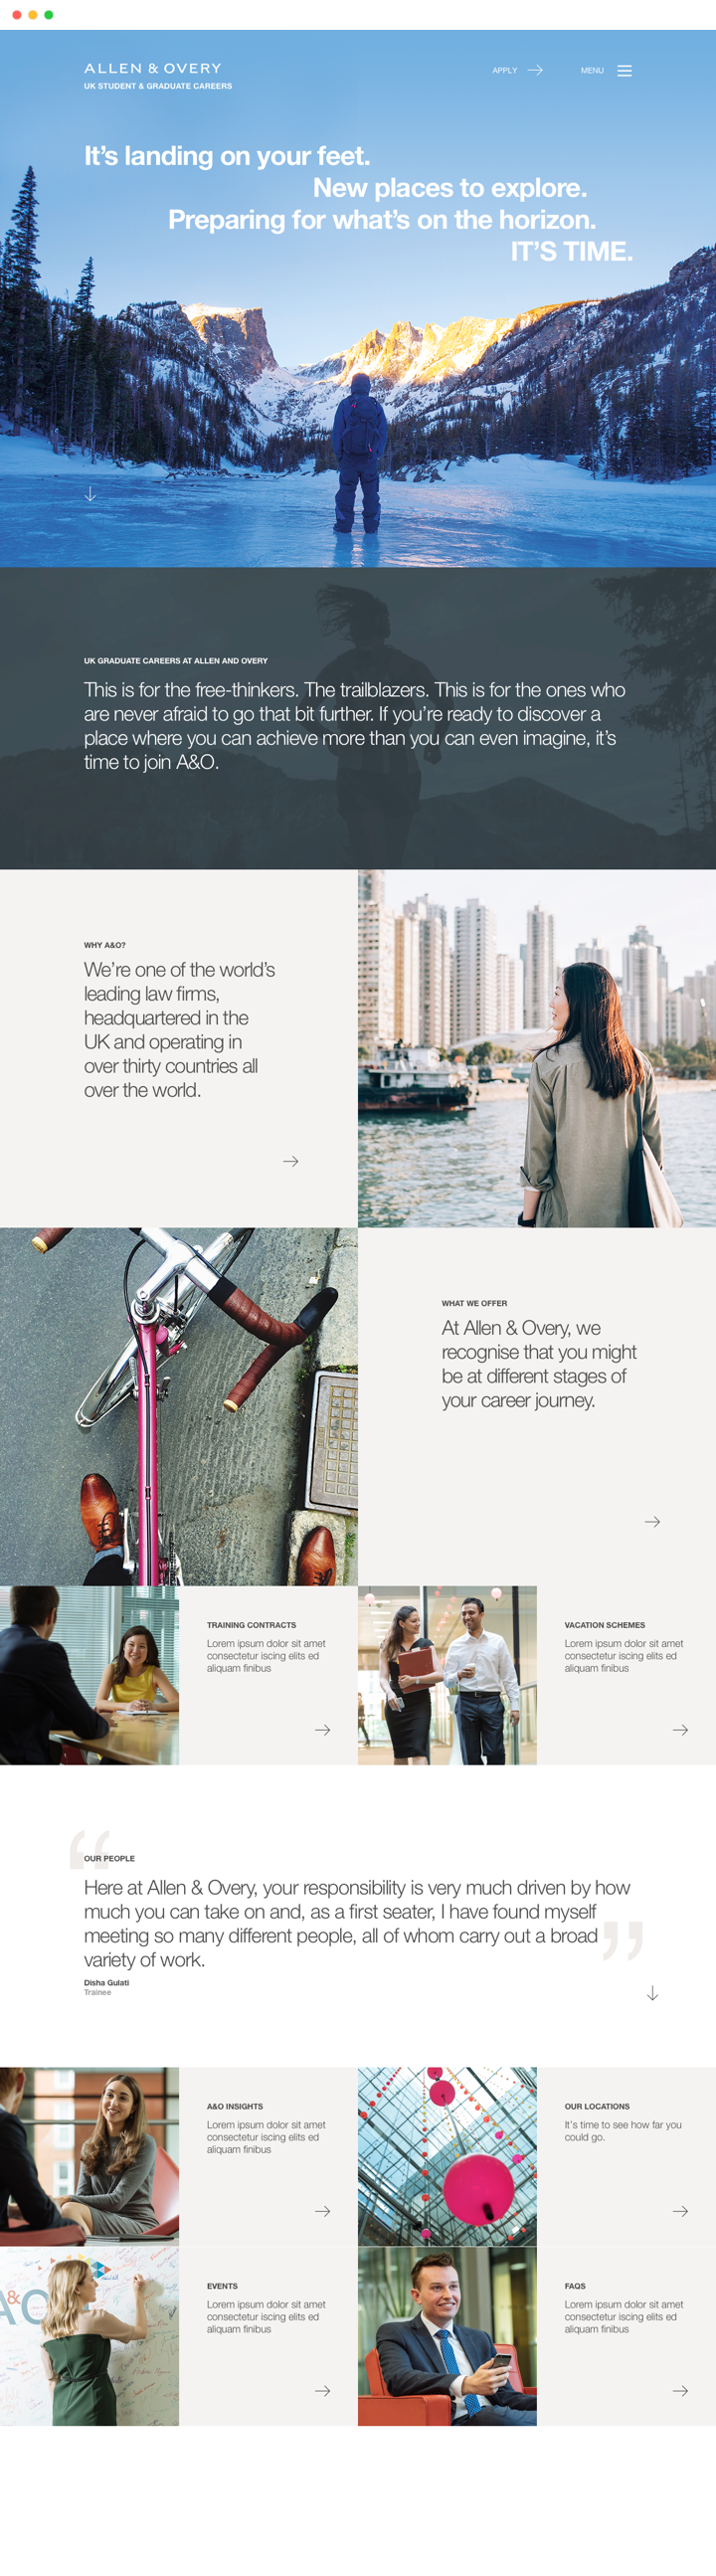 ALLEN & OVERY
UK STUDENT & GRADUATE CAREERS
APPLY
MENU
It’s landing on your feet.
New places to explore.
Preparing for what’s on the horizon.
IT’S TIME.
UK GRADUATE CAREERS AT ALLEN AND OVERY
This is for the free-thinkers. The trailblazers. This is for the ones who
are never afraid to go that bit further. If you’re ready to discover a
place where you can achieve more than you can even imagine, it’s
time to join A&O.
WHY A&O?
We’re one of the world’s
leading law firms,
headquartered in the
UK and operating in
over thirty countries all
over the world.
WHAT WE OFFER
At Allen & Overy, we
recognise that you might
be at different stages of
your career journey.
TRAINING CONTRACTS
Lorem ipsum dolor sit amet
consectetur iscing elits ed
aliquam finibus
VACATION SCHEMES
Lorem ipsum dolor sit amet
consectetur iscing elits ed
aliquam finibus
“
OUR PEOPLE
Here at Allen & Overy, your responsibility is very much driven by how
much you can take on and, as a first seater, I have found myself
meeting so many different people, all of whom carry out a broad
variety of work.
”
Disha Gulati
Trainee
A&O INSIGHTS
Lorem ipsum dolor sit amet
consectetur iscing elits ed
aliquam finibus
OUR LOCATIONS
It’s time to see how far you
could go.
A&O
EVENTS
Lorem ipsum dolor sit amet
consectetur iscing elits ed
aliquam finibus
FAQS
Lorem ipsum dolor sit amet
consectetur iscing elits ed
aliquam finibus